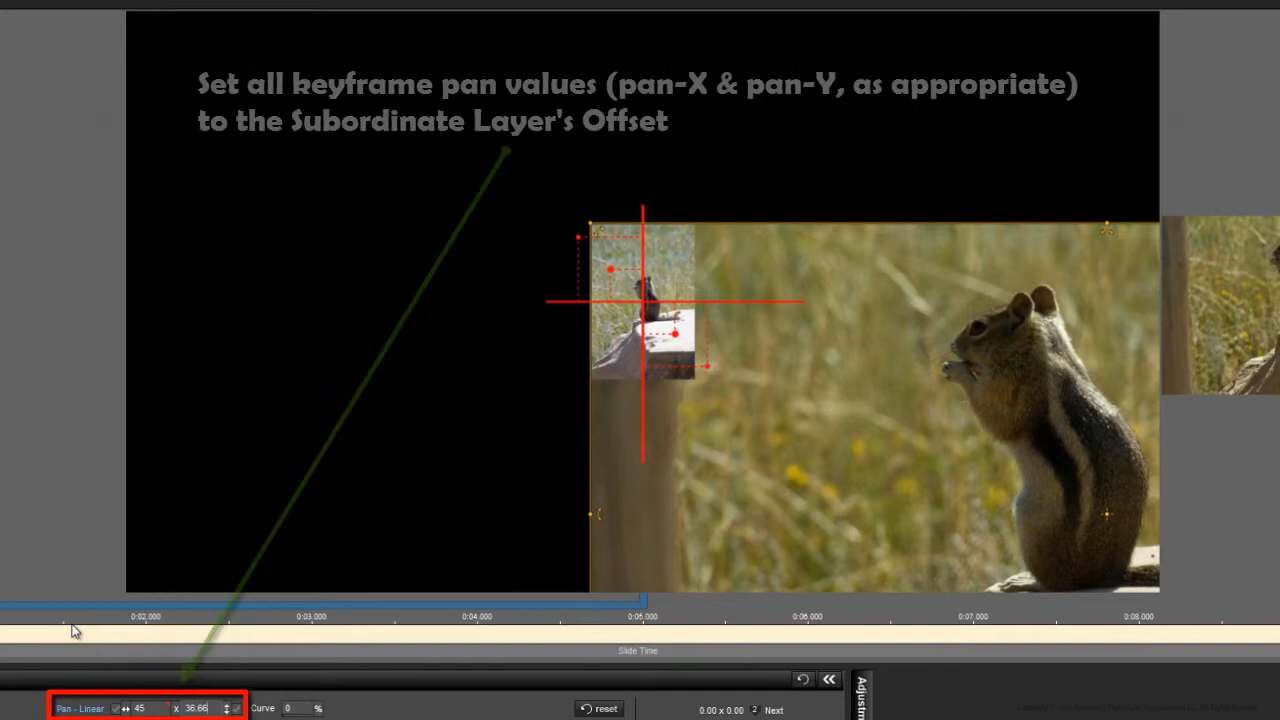 Set all keyframe pan values (pan-X & pan-Y, as appropriate)
to the Subordinate Layer's Offset
0:02.000 0:03.000 0:04.000 0:05.000 0:06.000 0:07.000 0:08.000
Slide Time
Pan - Linear 45 x 36.66 Curve 0 % reset 0.00 x 0.00 2 Next
Adjustm